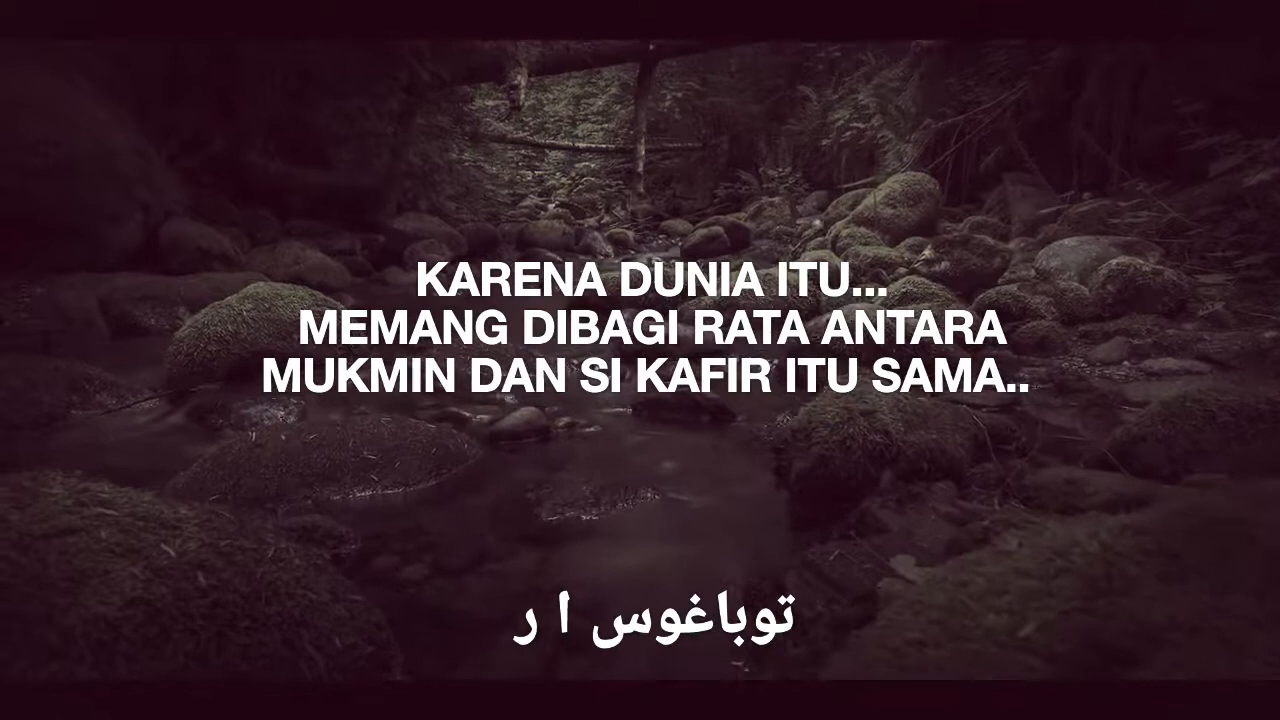 KARENA DUNIA ITU...
MEMANG DIBAGI RATA ANTARA
MUKMIN DAN SI KAFIR ITU SAMA..
توباغوس ا ر